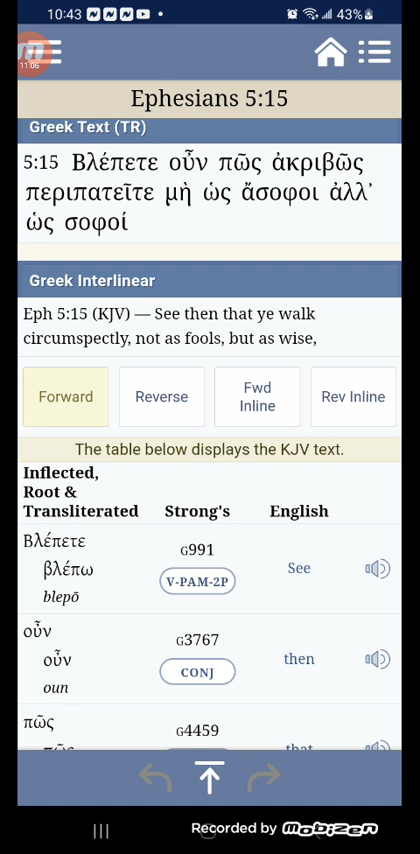 10:43 43%
11:06
Ephesians 5:15
Greek Text (TR)
5:15 Βλέπετε οὖν πῶς ἀκριβῶς
περιπατεῖτε μὴ ὡς ἄσοφοι ἀλλ᾽
ὡς σοφοί
Greek Interlinear
Eph 5:15 (KJV) — See then that ye walk
circumspectly, not as fools, but as wise,
Forward
Reverse
Fwd
Inline
Rev Inline
The table below displays the KJV text.
Inflected,
Root &
Transliterated Strong's English
Βλέπετε
βλέπω
blepō
G991
V-PAM-2P
See
οὖν
οὖν
oun
G3767
CONJ
then
πῶς
πῶς
G4459
that
Recorded by Mobizen